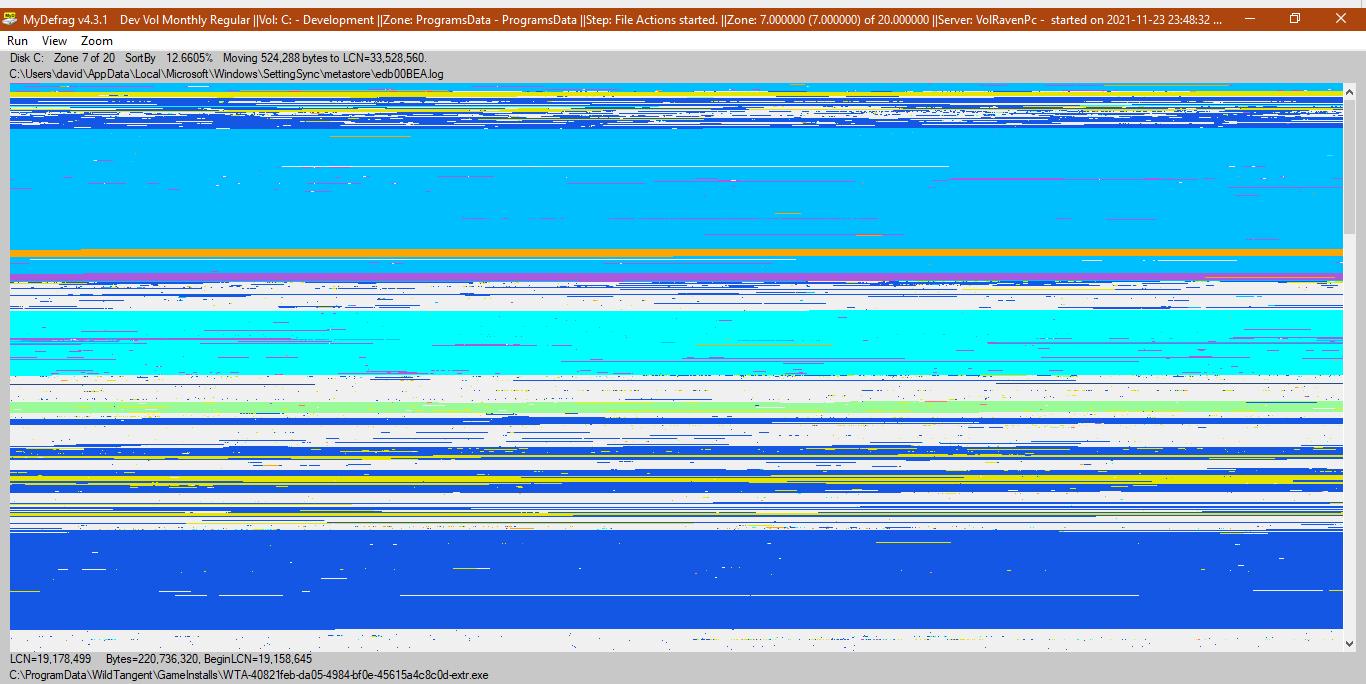 MyDefrag v4.3.1 Dev Vol Monthly Regular ||Vol: C: - Development ||Zone: ProgramsData - ProgramsData ||Step: File Actions started. ||Zone: 7.000000 (7.000000) of 20.000000 ||Server: VolRavenPc - started on 2021-11-23 23:48:32 ...
Run View Zoom
Disk C: Zone 7 of 20 SortBy 12.6605% Moving 524,288 bytes to LCN=33,528,560.
C:\Users\david\AppData\Local\Microsoft\Windows\SettingSync\metastore\edb00BEA.log
LCN=19,178,499 Bytes=220,736,320, BeginLCN=19,158,645
C:\ProgramData\WildTangent\GameInstalls\WTA-40821feb-da05-4984-bf0e-45615a4c8c0d-extr.exe